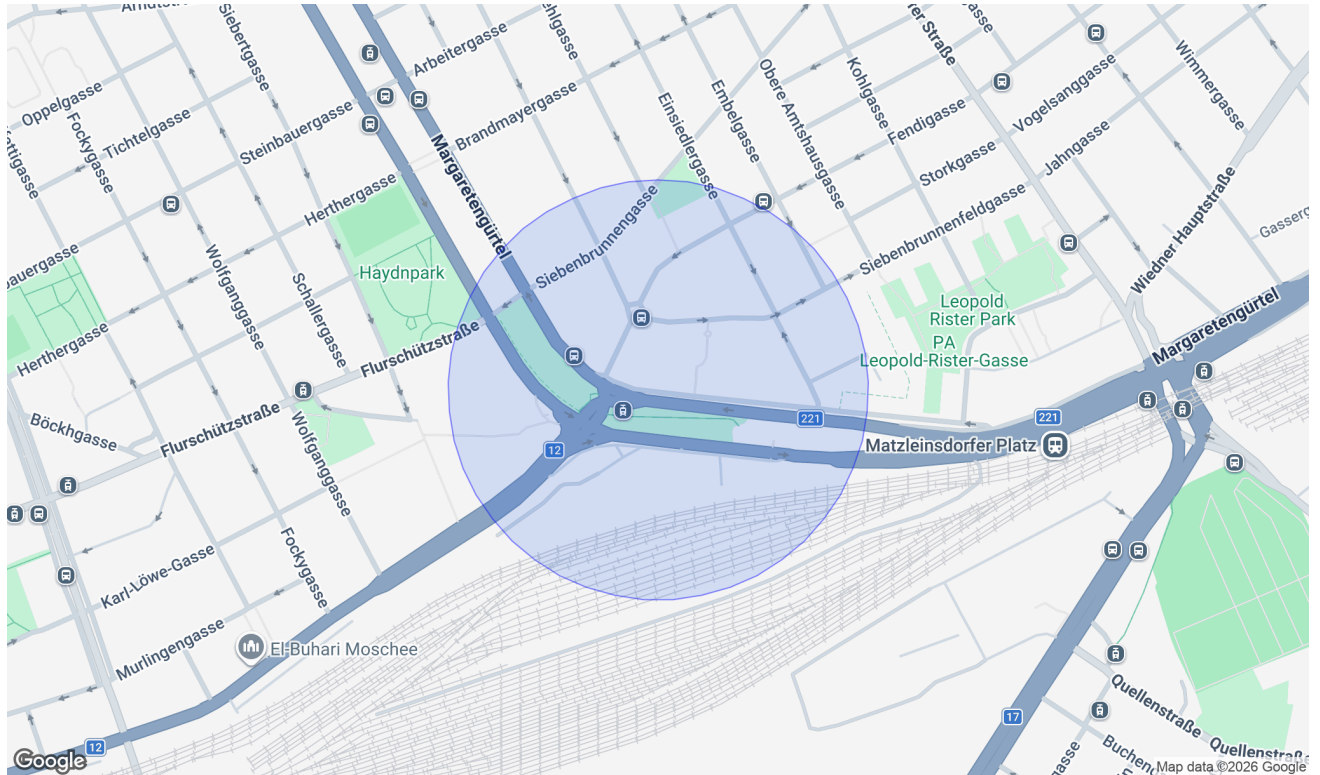 Siebertgasse
Arbeitergasse
Oppelgasse
Fockygasse
Tichtelgasse
Steinbauergasse
Brandmayergasse
Margaretengürtel
Einsiedlergasse
Embelgasse
Obere Amtshausgasse
Kohlgasse
Fendigasse
Vogelsanggasse
Wimmergasse
Storkgasse
Jahngasse
Herthergasse
Siebenbrunnengasse
Siebenbrunnenfeldgasse
Wiedner Hauptstraße
Wolfganggasse
Schallergasse
Haydnpark
Leopold
Rister Park
PA
Leopold-Rister-Gasse
Margaretengürtel
Herthergasse
Flurschützstraße
Böckhgasse
Flurschützstraße
Wolfganggasse
221
221
12
Matzleinsdorfer Platz
Fockygasse
Karl-Löwe-Gasse
Murlingengasse
El-Buhari Moschee
Quellenstraße
17
12
Google
Map data ©2026 Google